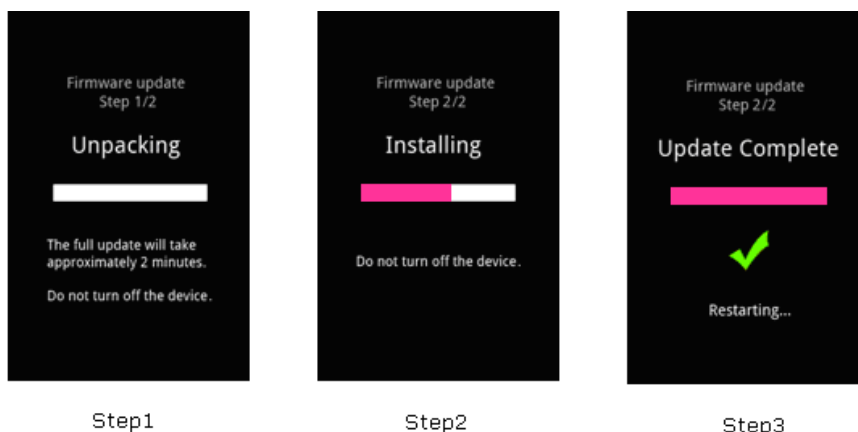 Firmware update
Step 1/2
Unpacking
The full update will take
approximately 2 minutes.
Do not turn off the device.
Step1
Firmware update
Step 2/2
Installing
Do not turn off the device.
Step2
Firmware update
Step 2/2
Update Complete
Restarting...
Step3